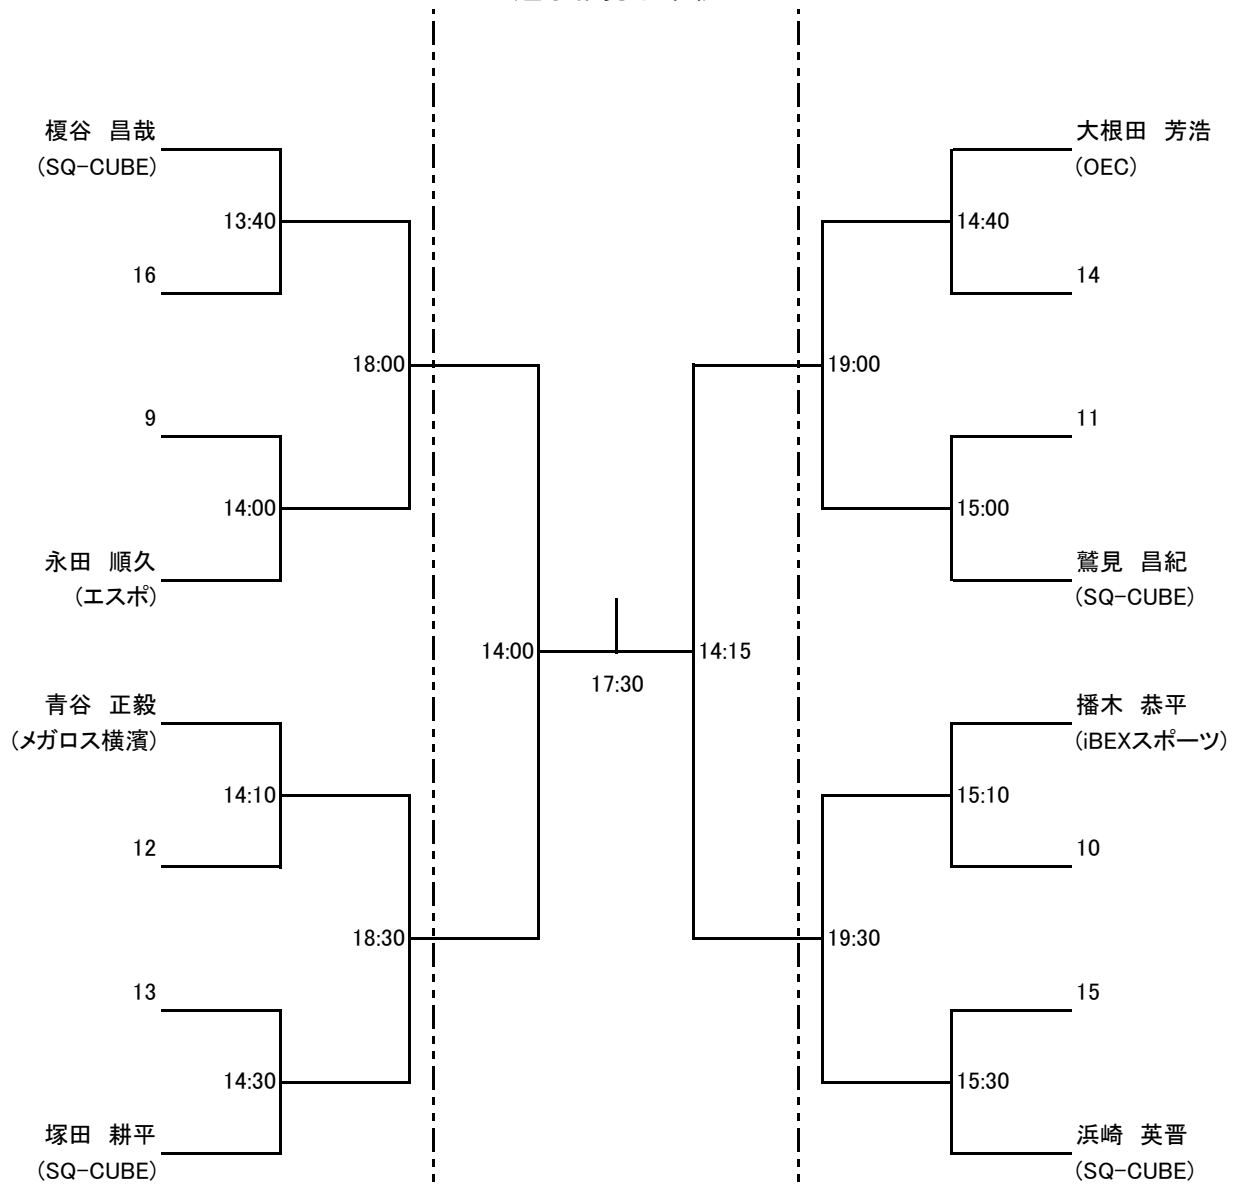 榎谷　昌哉
(SQ-CUBE)
13:40
16
18:00
9
14:00
永田　順久
(エスポ)
14:00
青谷　正毅
(メガロス横濱)
14:10
12
18:30
13
14:30
塚田　耕平
(SQ-CUBE)
17:30
大根田　芳浩
(OEC)
14:40
14
19:00
11
15:00
鷲見　昌紀
(SQ-CUBE)
14:15
播木　恭平
(iBEXスポーツ)
15:10
10
19:30
15
15:30
浜崎　英晋
(SQ-CUBE)